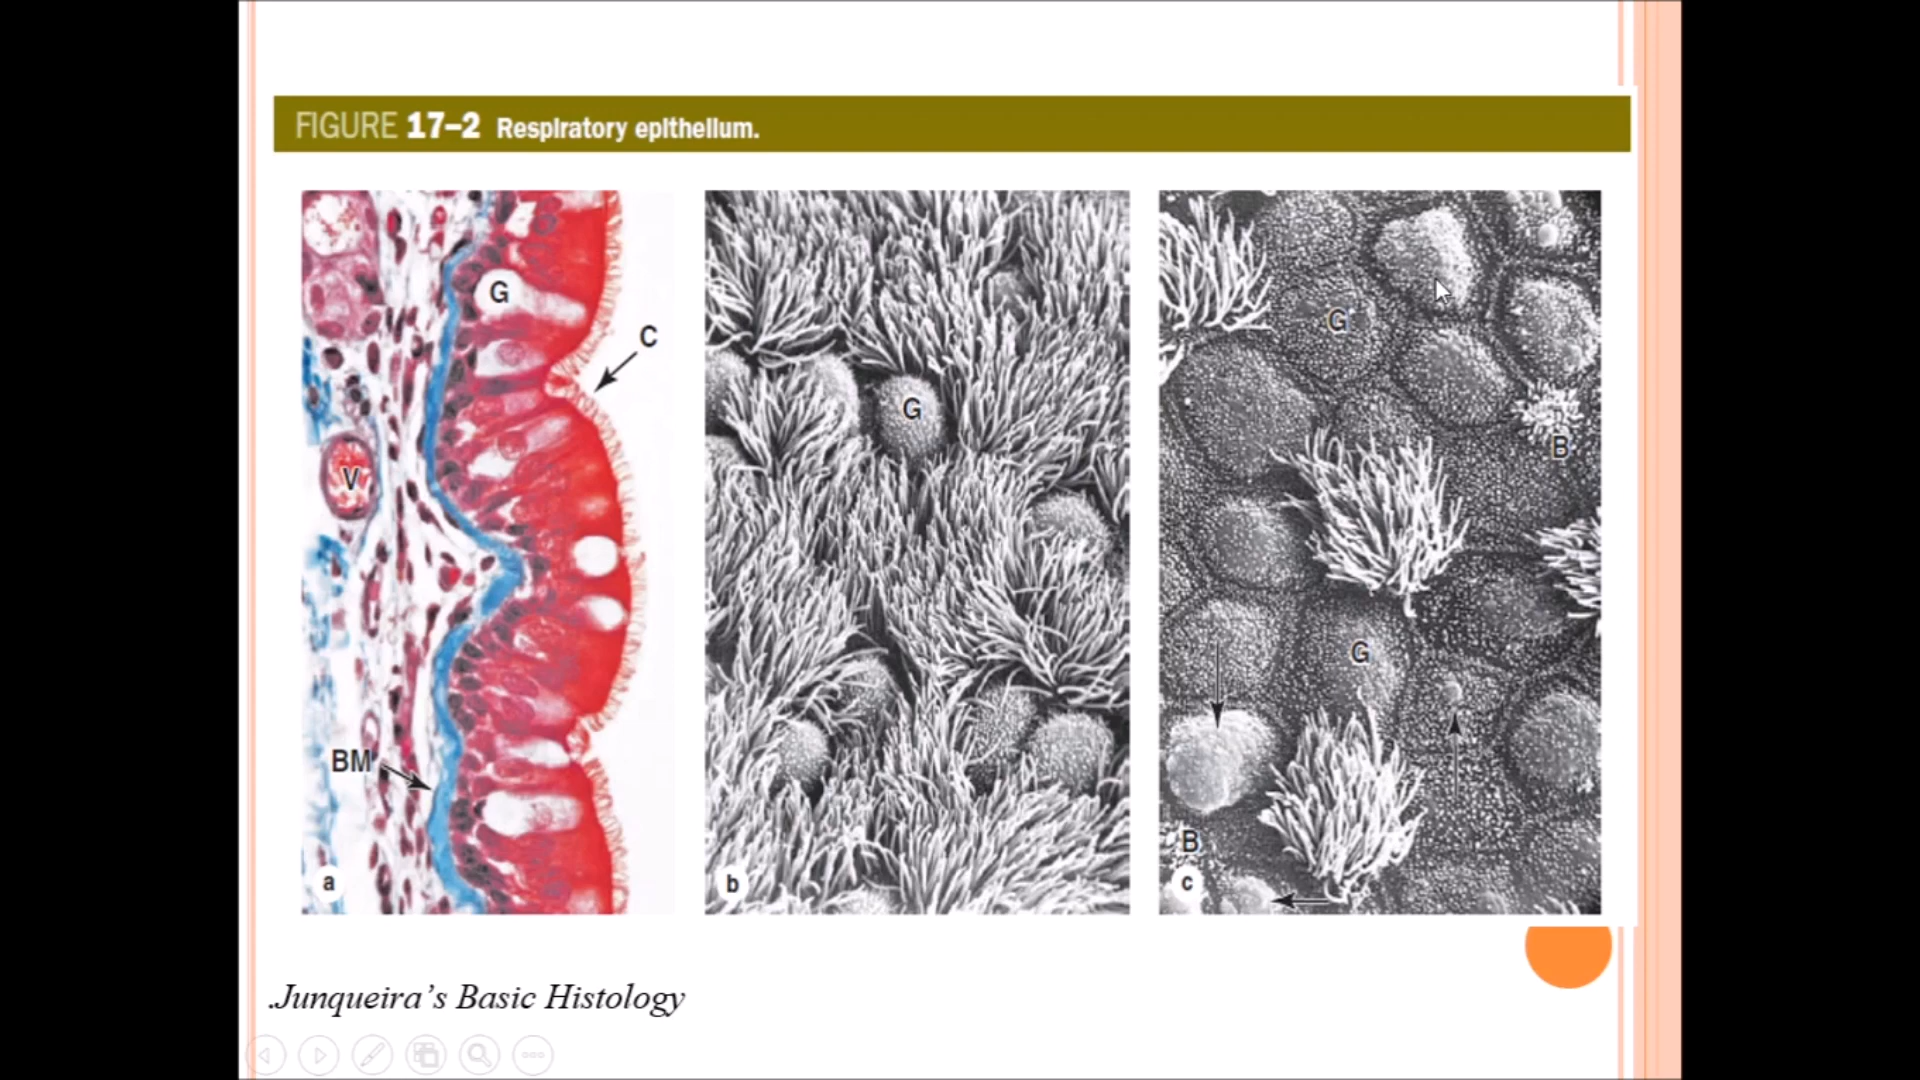 FIGURE 17–2 Respiratory epithelium.
G
C
V
BM
a
G
b
G
B
G
B
c
.Junqueira's Basic Histology